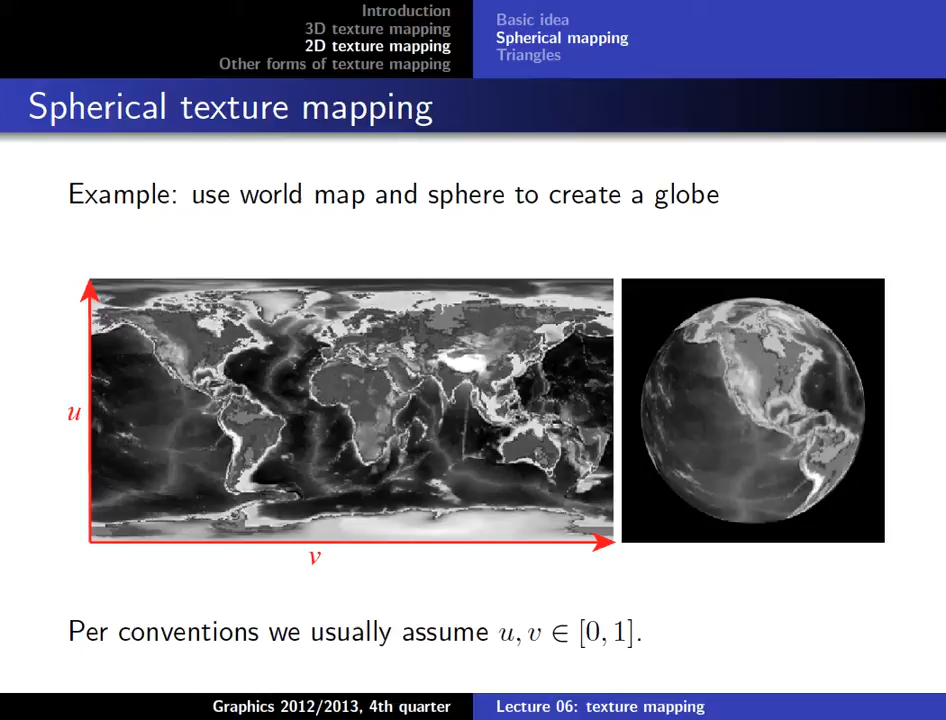 Introduction
3D texture mapping
2D texture mapping
Other forms of texture mapping
Basic idea
Spherical mapping
Triangles
Spherical texture mapping
Example: use world map and sphere to create a globe
u
v
Per conventions we usually assume u, v ∈ [0, 1].
Graphics 2012/2013, 4th quarter
Lecture 06: texture mapping